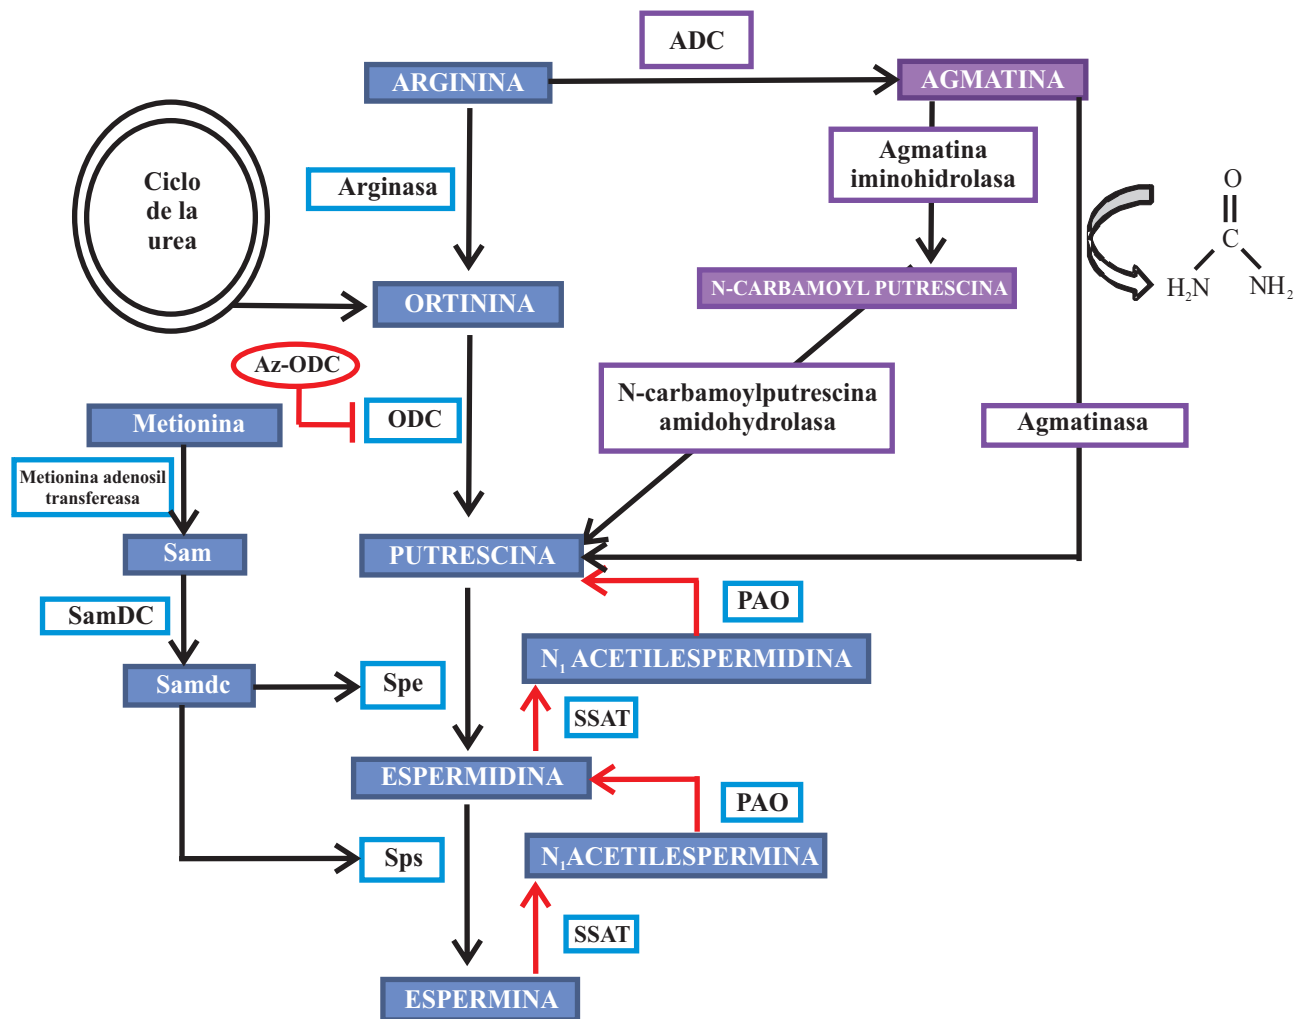 ADC
ARGININA
AGMATINA
Agmatina
iminohidrolasa
Ciclo
de la
urea
Arginasa
O
C
H₂N
NH₂
N-CARBAMOYL PUTRESCINA
ORTININA
Az-ODC
ODC
N-carbamoylputrescina
amidohydrolasa
Agmatinasa
Metionina
Metionina adenosil
transfereasa
Sam
PUTRESCINA
PAO
SamDC
N₁ ACETILESPERMIDINA
Samdc
Spe
SSAT
ESPERMIDINA
PAO
Sps
N₁ACETILESPERMINA
SSAT
ESPERMINA